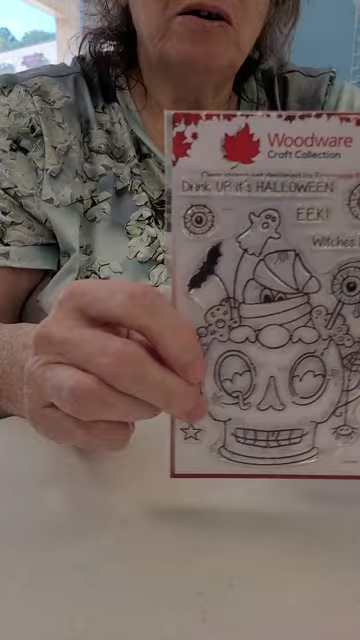 Woodware
Craft Collection
Drink UP it's HALLOWEEN
EEK!
Witches